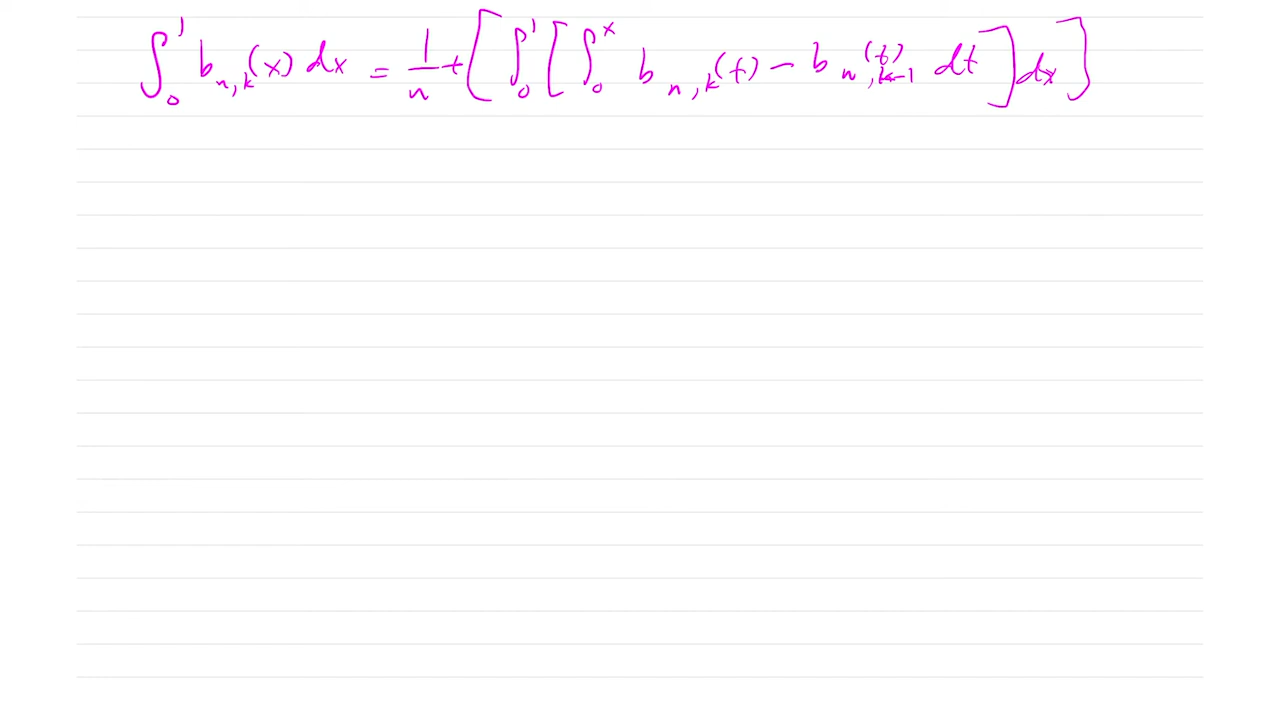 ∫₀¹ b_{n,k}(x) dx = 1/n + [ ∫₀¹ [ ∫₀ˣ b_{n,k}(t) − b_{n,k−1}(t) dt ] dx ]